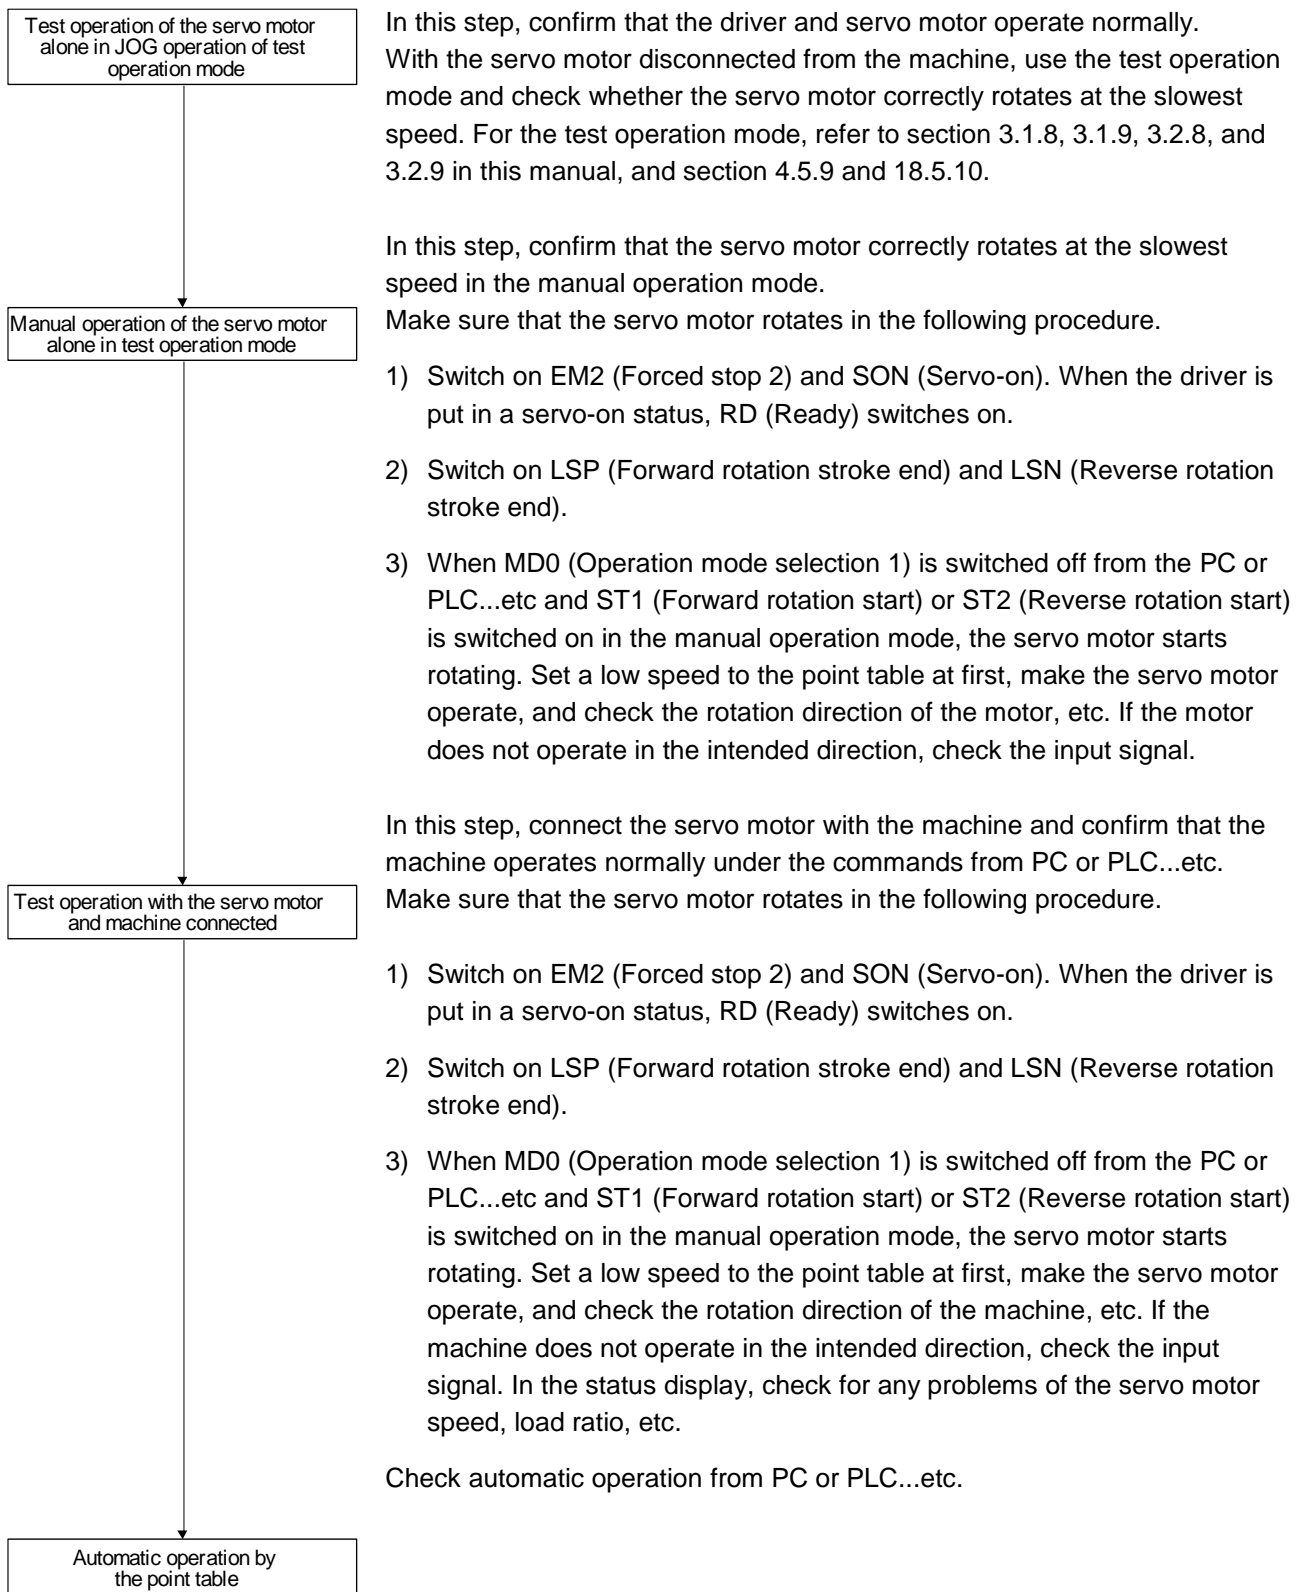 Test operation of the servo motor
alone in JOG operation of test
operation mode
In this step, confirm that the driver and servo motor operate normally.
With the servo motor disconnected from the machine, use the test operation
mode and check whether the servo motor correctly rotates at the slowest
speed. For the test operation mode, refer to section 3.1.8, 3.1.9, 3.2.8, and
3.2.9 in this manual, and section 4.5.9 and 18.5.10.
In this step, confirm that the servo motor correctly rotates at the slowest
speed in the manual operation mode.
Manual operation of the servo motor
alone in test operation mode
Make sure that the servo motor rotates in the following procedure.
1) Switch on EM2 (Forced stop 2) and SON (Servo-on). When the driver is
put in a servo-on status, RD (Ready) switches on.
2) Switch on LSP (Forward rotation stroke end) and LSN (Reverse rotation
stroke end).
3) When MD0 (Operation mode selection 1) is switched off from the PC or
PLC...etc and ST1 (Forward rotation start) or ST2 (Reverse rotation start)
is switched on in the manual operation mode, the servo motor starts
rotating. Set a low speed to the point table at first, make the servo motor
operate, and check the rotation direction of the motor, etc. If the motor
does not operate in the intended direction, check the input signal.
In this step, connect the servo motor with the machine and confirm that the
machine operates normally under the commands from PC or PLC...etc.
Test operation with the servo motor
and machine connected
Make sure that the servo motor rotates in the following procedure.
1) Switch on EM2 (Forced stop 2) and SON (Servo-on). When the driver is
put in a servo-on status, RD (Ready) switches on.
2) Switch on LSP (Forward rotation stroke end) and LSN (Reverse rotation
stroke end).
3) When MD0 (Operation mode selection 1) is switched off from the PC or
PLC...etc and ST1 (Forward rotation start) or ST2 (Reverse rotation start)
is switched on in the manual operation mode, the servo motor starts
rotating. Set a low speed to the point table at first, make the servo motor
operate, and check the rotation direction of the machine, etc. If the
machine does not operate in the intended direction, check the input
signal. In the status display, check for any problems of the servo motor
speed, load ratio, etc.
Check automatic operation from PC or PLC...etc.
Automatic operation by
the point table